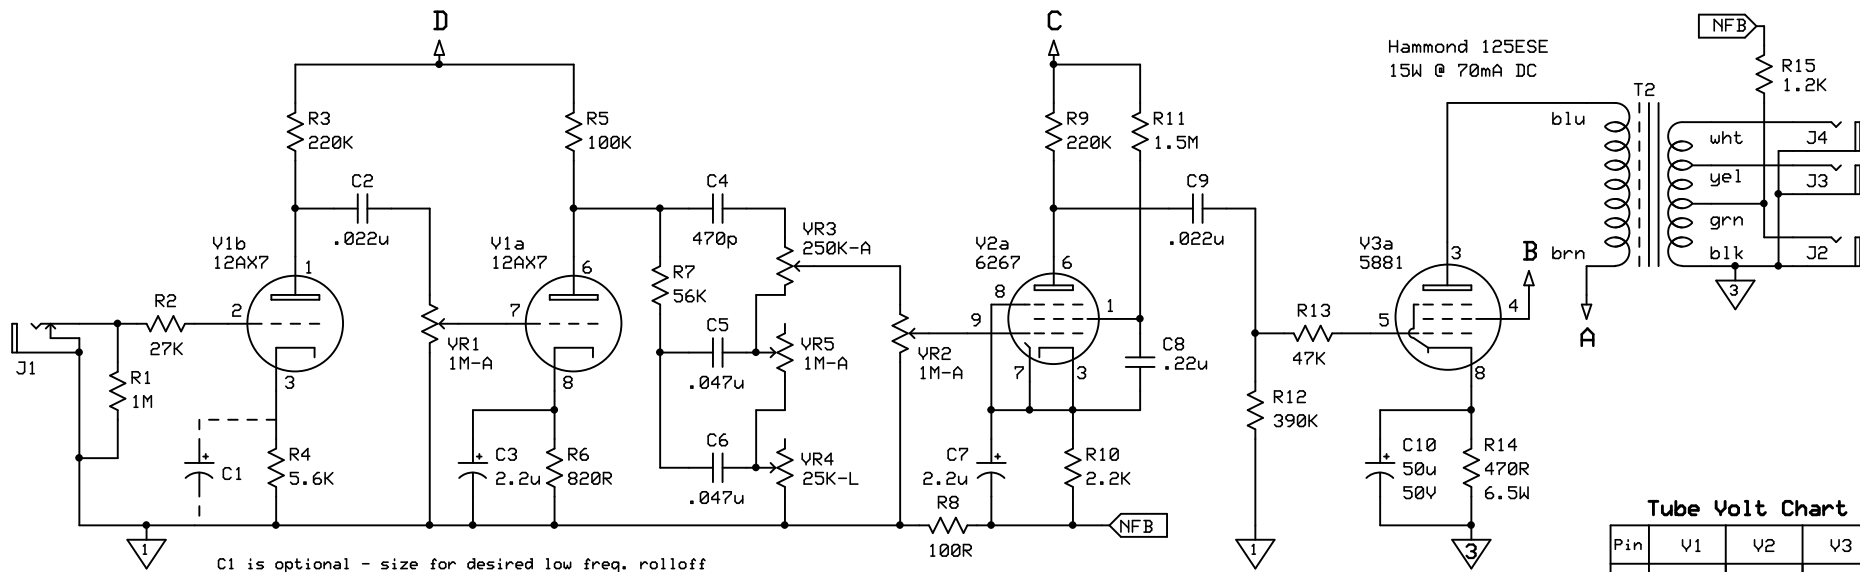 D
C
Hammond 125ESE
15W @ 70mA DC
NFB
R15
1.2K
T2
R3
220K
R5
100K
R9
220K
R11
1.5M
blu
wht
J4
C2
.022u
C4
470p
C9
.022u
yel
J3
V1b
12AX7
1
2
3
V1a
12AX7
6
7
8
VR3
250K-A
R7
56K
V2a
6267
6
8
9
1
7
3
V3a
5881
3
5
4
8
B
brn
grn
blk
J2
3
A
R2
27K
J1
R1
1M
VR1
1M-A
C5
.047u
VR5
1M-A
VR2
1M-A
C8
.22u
R13
47K
R12
390K
+
C1
R4
5.6K
+
C3
2.2u
R6
820R
C6
.047u
VR4
25K-L
C7
2.2u
+
R10
2.2K
R8
100R
NFB
+
C10
50u
50V
R14
470R
6.5W
1
1
3
C1 is optional - size for desired low freq. rolloff
Tube Volt Chart
Pin V1 V2 V3